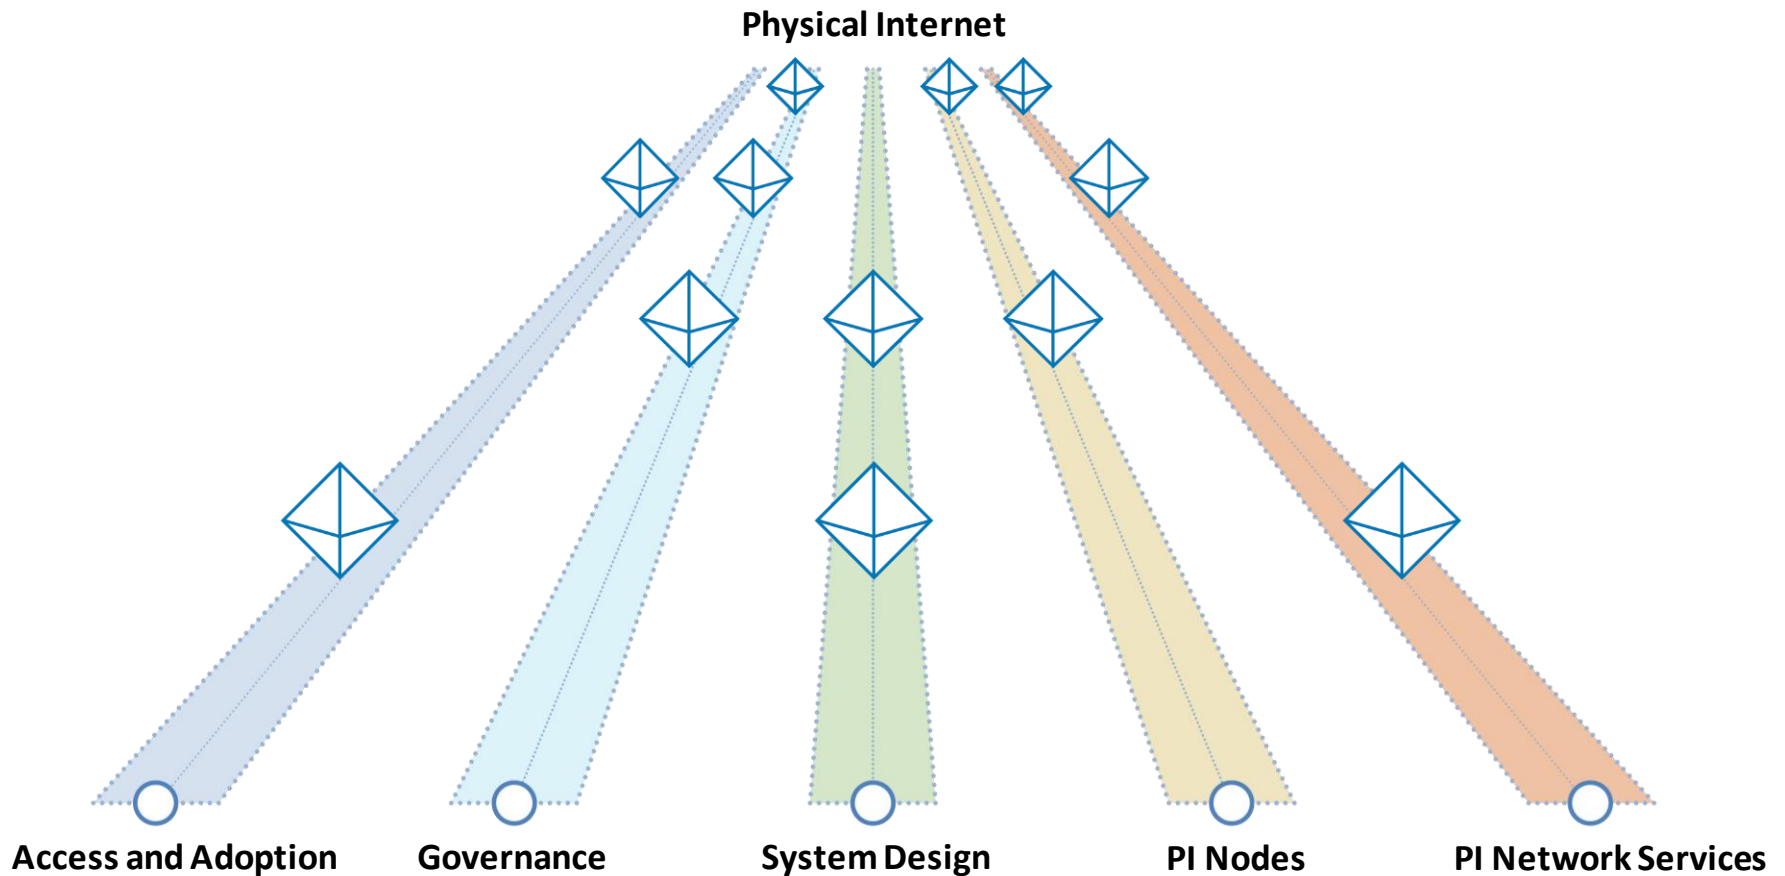 Physical Internet
Access and Adoption
Governance
System Design
PI Nodes
PI Network Services